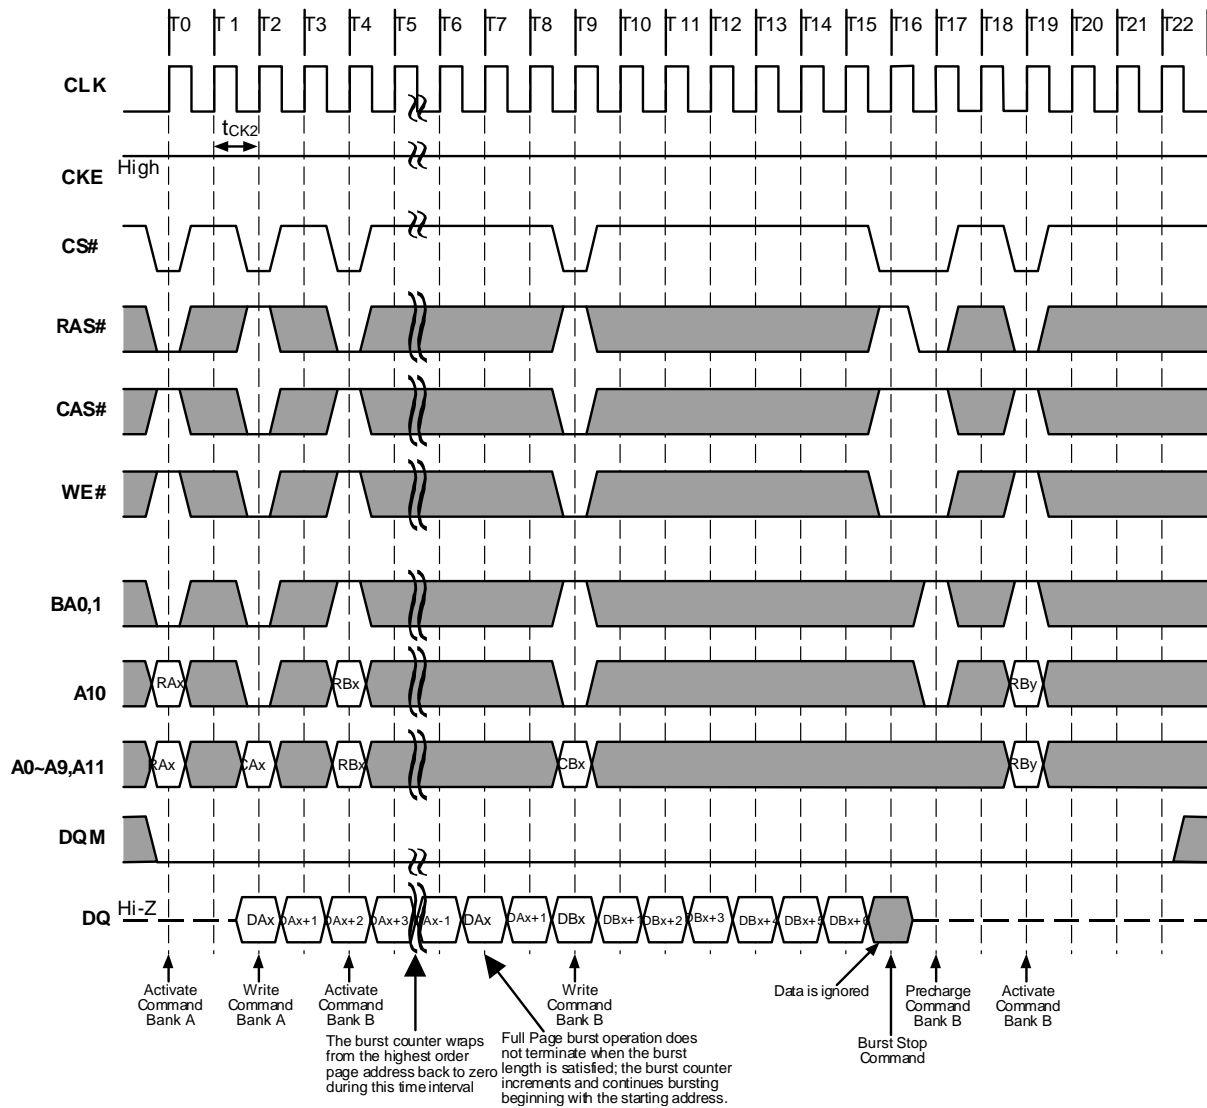 T0 T1 T2 T3 T4 T5 T6 T7 T8 T9 T10 T11 T12 T13 T14 T15 T16 T17 T18 T19 T20 T21 T22
CLK
tCK2
High
CKE
CS#
RAS#
CAS#
WE#
BA0,1
A10
RAx RBx RBy
A0~A9,A11
RAx CAx RBx CBx RBy
DQM
DQ
Hi-Z
DAx DAx+1 DAx+2 DAx+3 DAx-1 DAx DAx+1 DBx DBx+1 DBx+2 DBx+3 DBx+4 DBx+5 DBx+6
Activate
Command
Bank A
Write
Command
Bank A
Activate
Command
Bank B
The burst counter wraps
from the highest order
page address back to zero
during this time interval
Full Page burst operation does
not terminate when the burst
length is satisfied; the burst counter
increments and continues bursting
beginning with the starting address.
Write
Command
Bank B
Data is ignored
Burst Stop
Command
Precharge
Command
Bank B
Activate
Command
Bank B